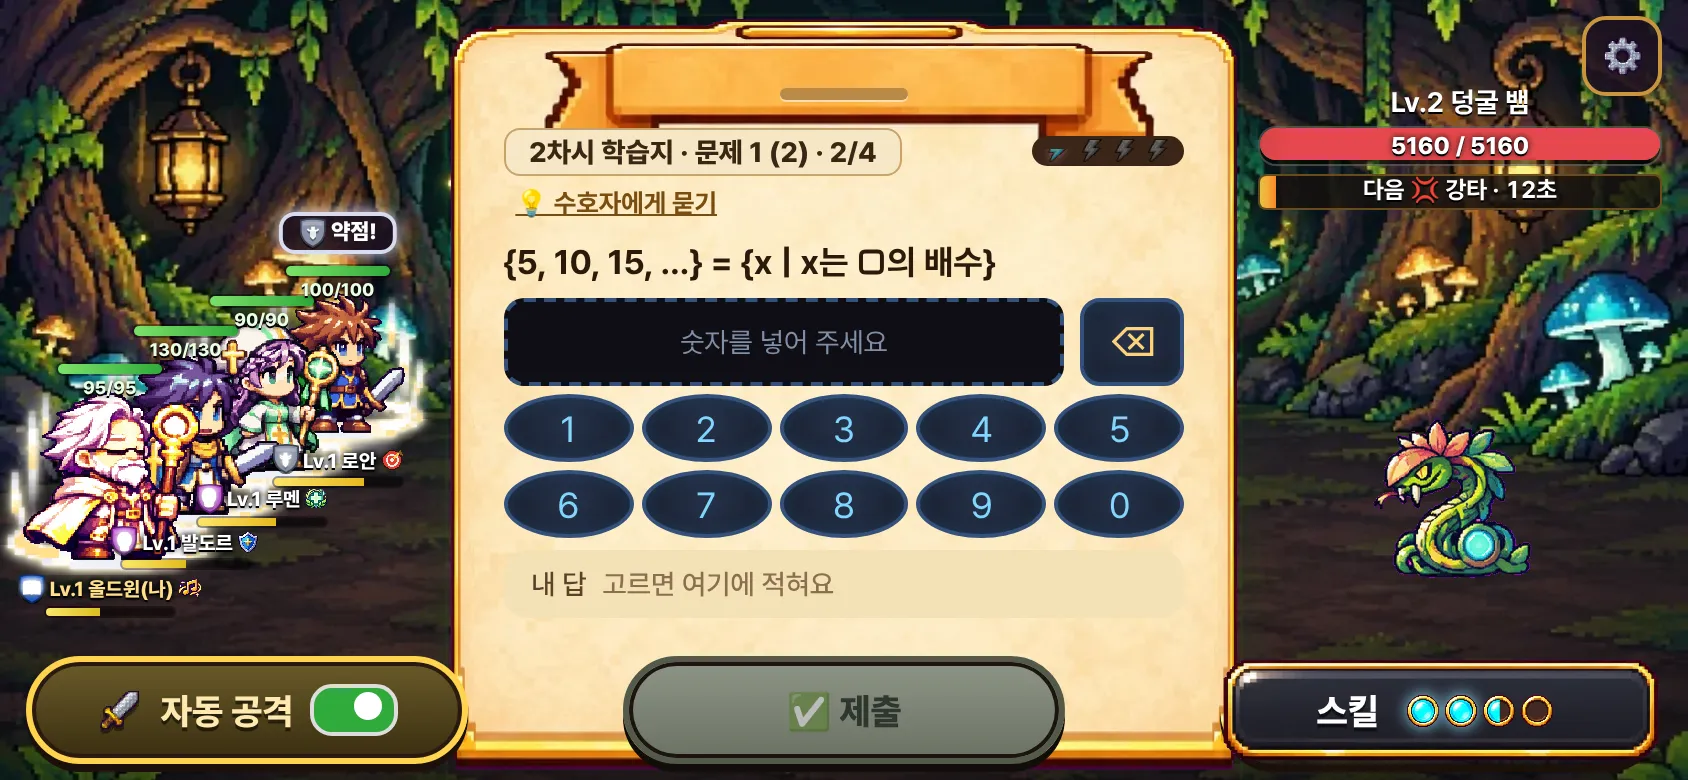 Lv.2 덩굴 뱀
5160 / 5160
다음 💢 강타 · 12초
2차시 학습지 · 문제 1 (2) · 2/4
💡 수호자에게 묻기
{5, 10, 15, ...} = {x | x는 □의 배수}
숫자를 넣어 주세요
1 2 3 4 5
6 7 8 9 0
내 답 고르면 여기에 적혀요
약점!
100/100
90/90
130/130
95/95
Lv.1 로안
Lv.1 루멘
Lv.1 발도르
Lv.1 올드윈(나)
자동 공격
✅ 제출
스킬